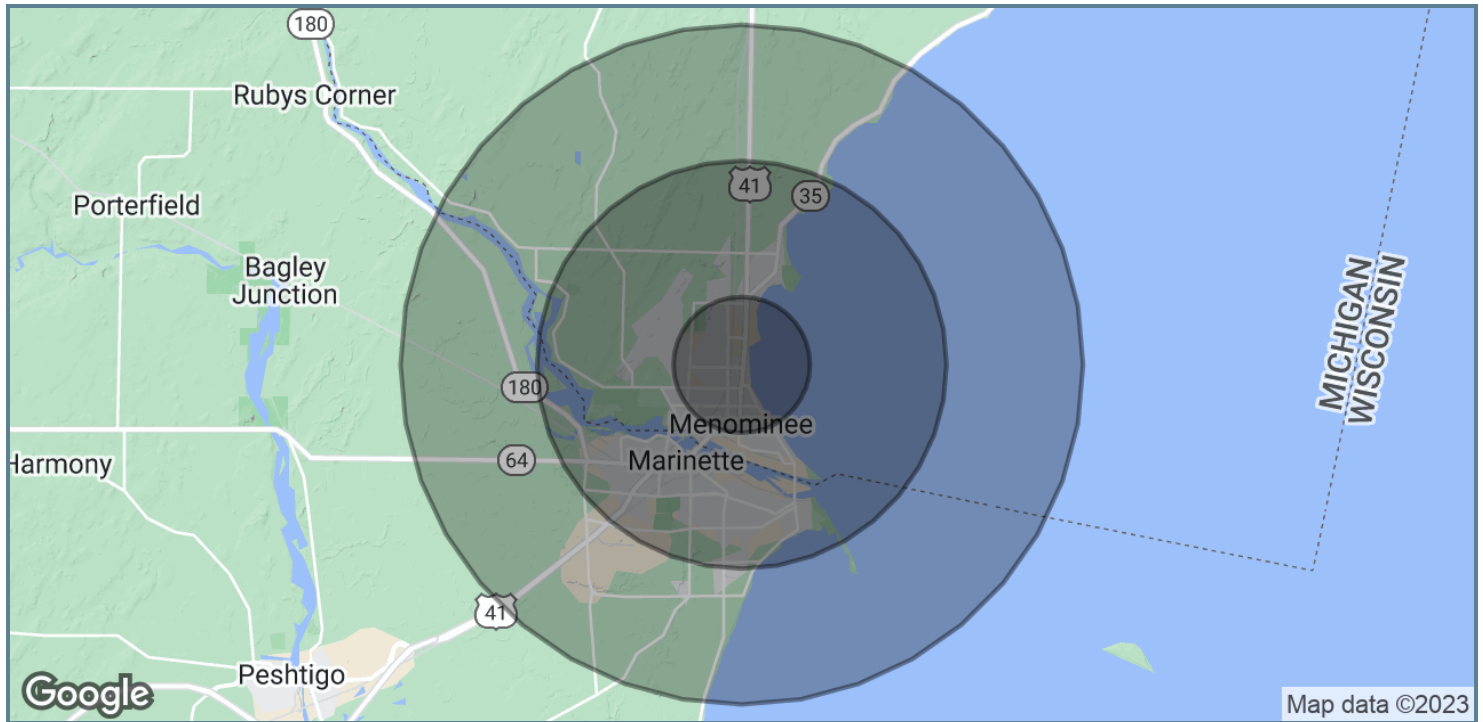 180
Rubys Corner
41
35
Porterfield
Bagley
Junction
MICHIGAN
WISCONSIN
180
Menominee
64
Marinette
Harmony
41
Peshtigo
Google
Map data ©2023